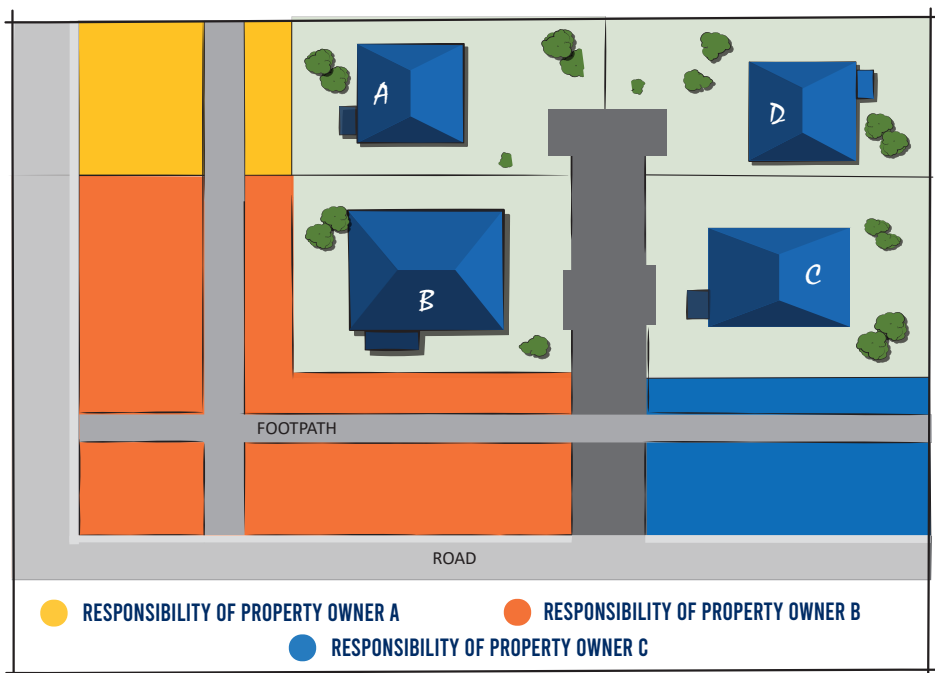 A
D
C
B
FOOTPATH
ROAD
RESPONSIBILITY OF PROPERTY OWNER A
RESPONSIBILITY OF PROPERTY OWNER B
RESPONSIBILITY OF PROPERTY OWNER C